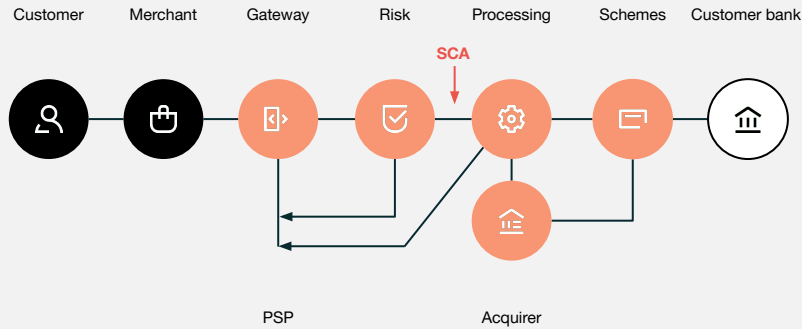 Customer
Merchant
Gateway
Risk
Processing
Schemes
Customer bank
SCA
PSP
Acquirer